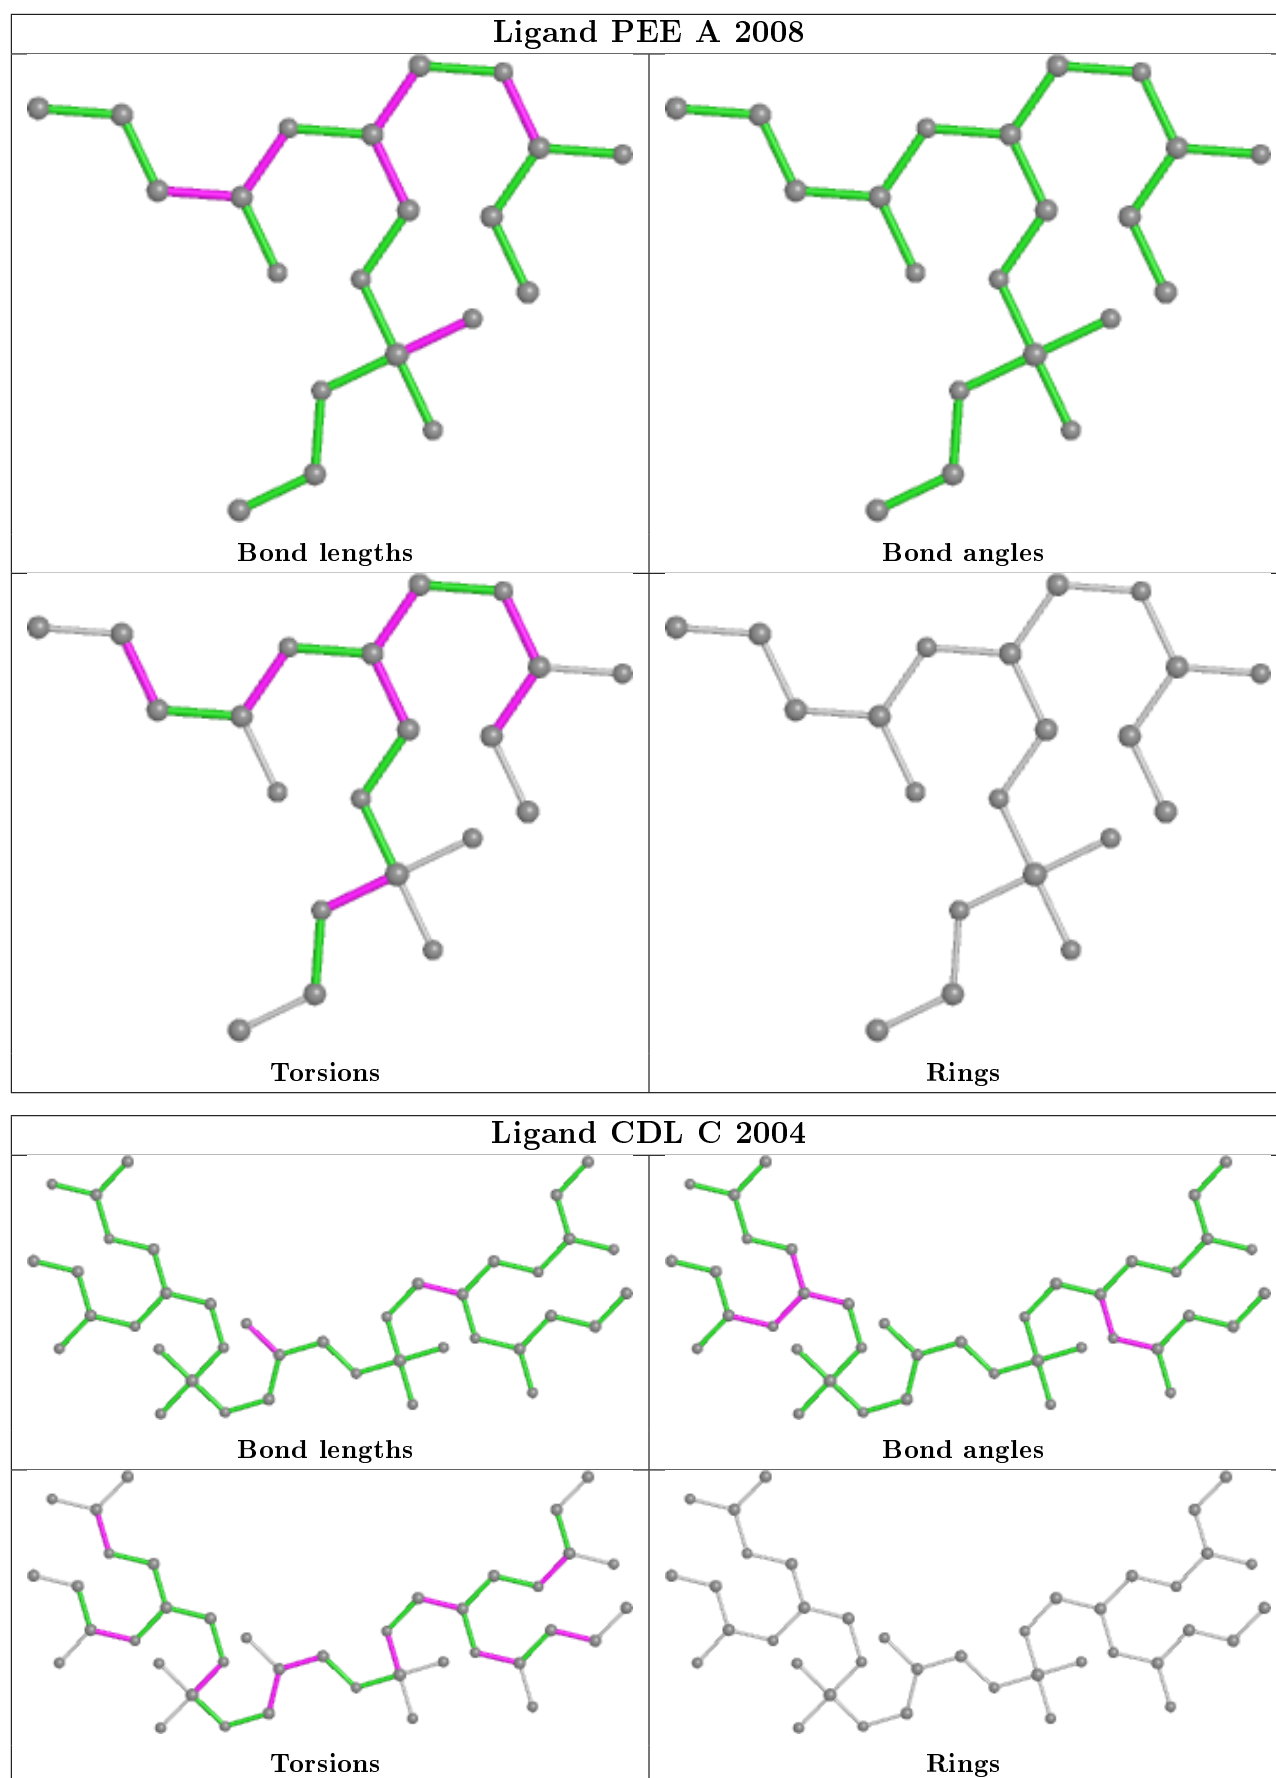 Ligand PEE A 2008
Bond lengths
Bond angles
Torsions
Rings
Ligand CDL C 2004
Bond lengths
Bond angles
Torsions
Rings